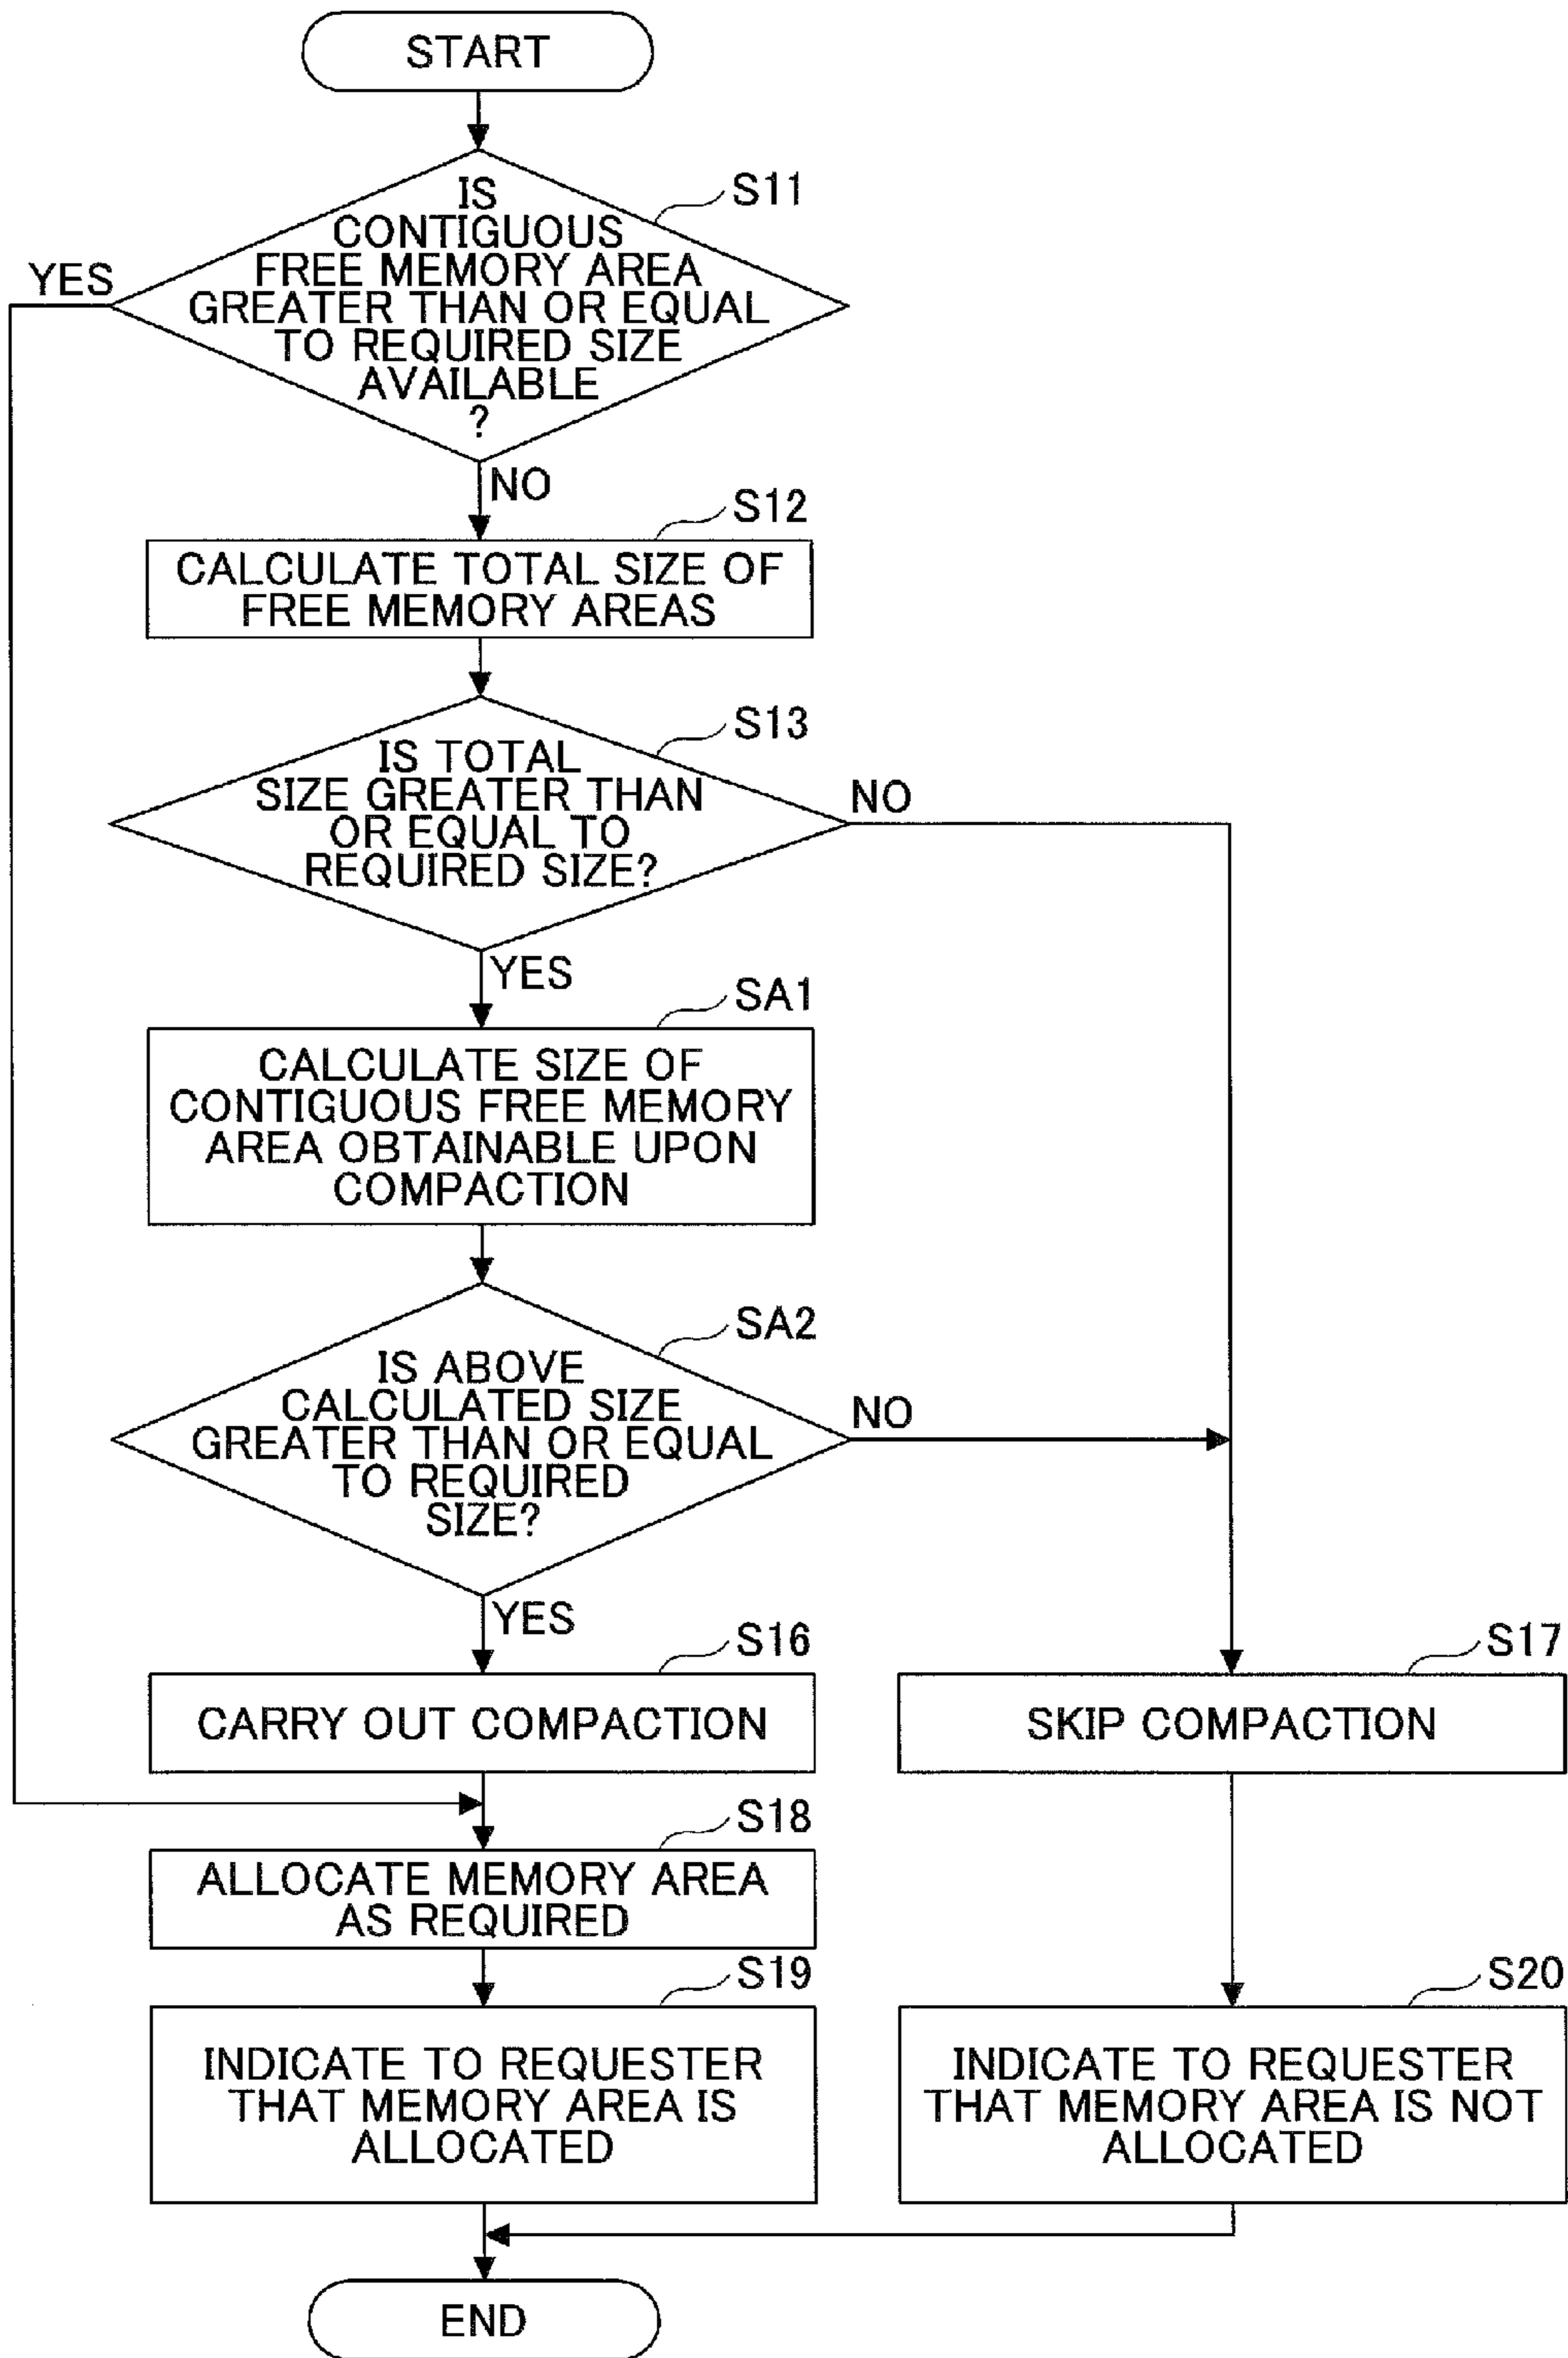 START
IS
CONTIGUOUS
FREE MEMORY AREA
GREATER THAN OR EQUAL
TO REQUIRED SIZE
AVAILABLE
?
S11
YES
NO
S12
CALCULATE TOTAL SIZE OF
FREE MEMORY AREAS
S13
IS TOTAL
SIZE GREATER THAN
OR EQUAL TO
REQUIRED SIZE?
NO
YES
SA1
CALCULATE SIZE OF
CONTIGUOUS FREE MEMORY
AREA OBTAINABLE UPON
COMPACTION
SA2
IS ABOVE
CALCULATED SIZE
GREATER THAN OR EQUAL
TO REQUIRED
SIZE?
NO
YES
S16
CARRY OUT COMPACTION
S17
SKIP COMPACTION
S18
ALLOCATE MEMORY AREA
AS REQUIRED
S19
INDICATE TO REQUESTER
THAT MEMORY AREA IS
ALLOCATED
S20
INDICATE TO REQUESTER
THAT MEMORY AREA IS NOT
ALLOCATED
END